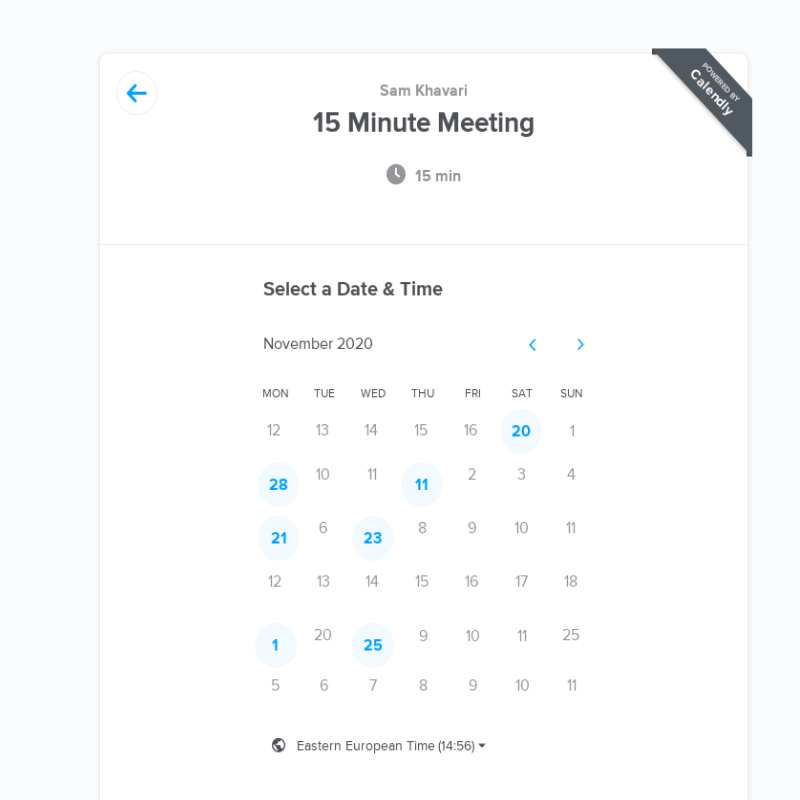 Sam Khavari
POWERED BY
Calendly
15 Minute Meeting
15 min
Select a Date & Time
November 2020
MON TUE WED THU FRI SAT SUN
12 13 14 15 16 20 1
28 10 11 11 2 3 4
21 6 23 8 9 10 11
12 13 14 15 16 17 18
1 20 25 9 10 11 25
5 6 7 8 9 10 11
Eastern European Time (14:56)